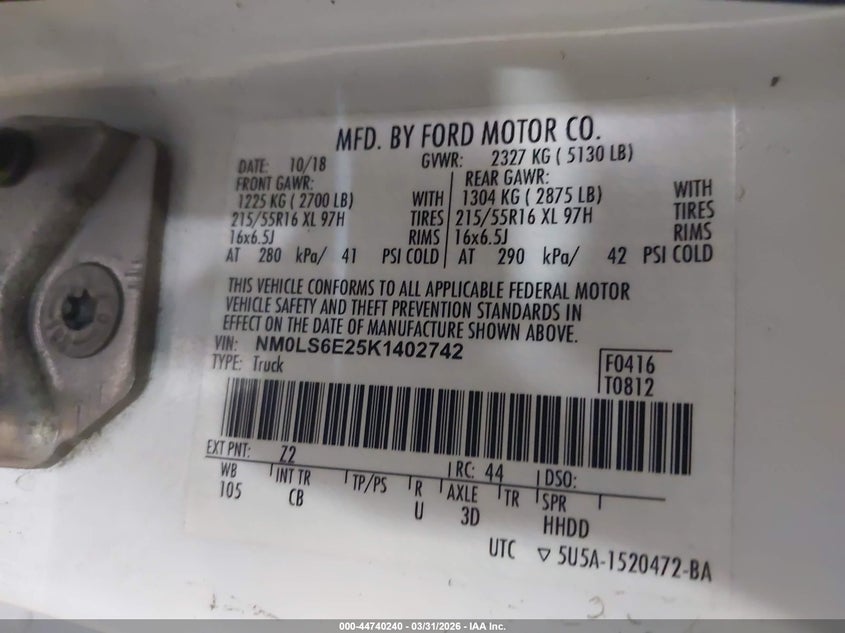 MFD. BY FORD MOTOR CO.
DATE: 10/18 GVWR: 2327 KG ( 5130 LB)
FRONT GAWR: REAR GAWR:
1225 KG ( 2700 LB) WITH 1304 KG ( 2875 LB) WITH
215/55R16 XL 97H TIRES 215/55R16 XL 97H TIRES
16x6.5J RIMS 16x6.5J RIMS
AT 280 kPa/ 41 PSI COLD AT 290 kPa/ 42 PSI COLD
THIS VEHICLE CONFORMS TO ALL APPLICABLE FEDERAL MOTOR
VEHICLE SAFETY AND THEFT PREVENTION STANDARDS IN
EFFECT ON THE DATE OF MANUFACTURE SHOWN ABOVE.
VIN: NM0LS6E25K1402742
TYPE: Truck
F0416
T0812
EXT PNT: Z2 RC: 44 DSO:
WB INT TR TP/PS R AXLE TR SPR
105 CB U 3D HHDD
UTC ▽ 5U5A-1520472-BA
000-44740240 - 03/31/2026 - IAA Inc.